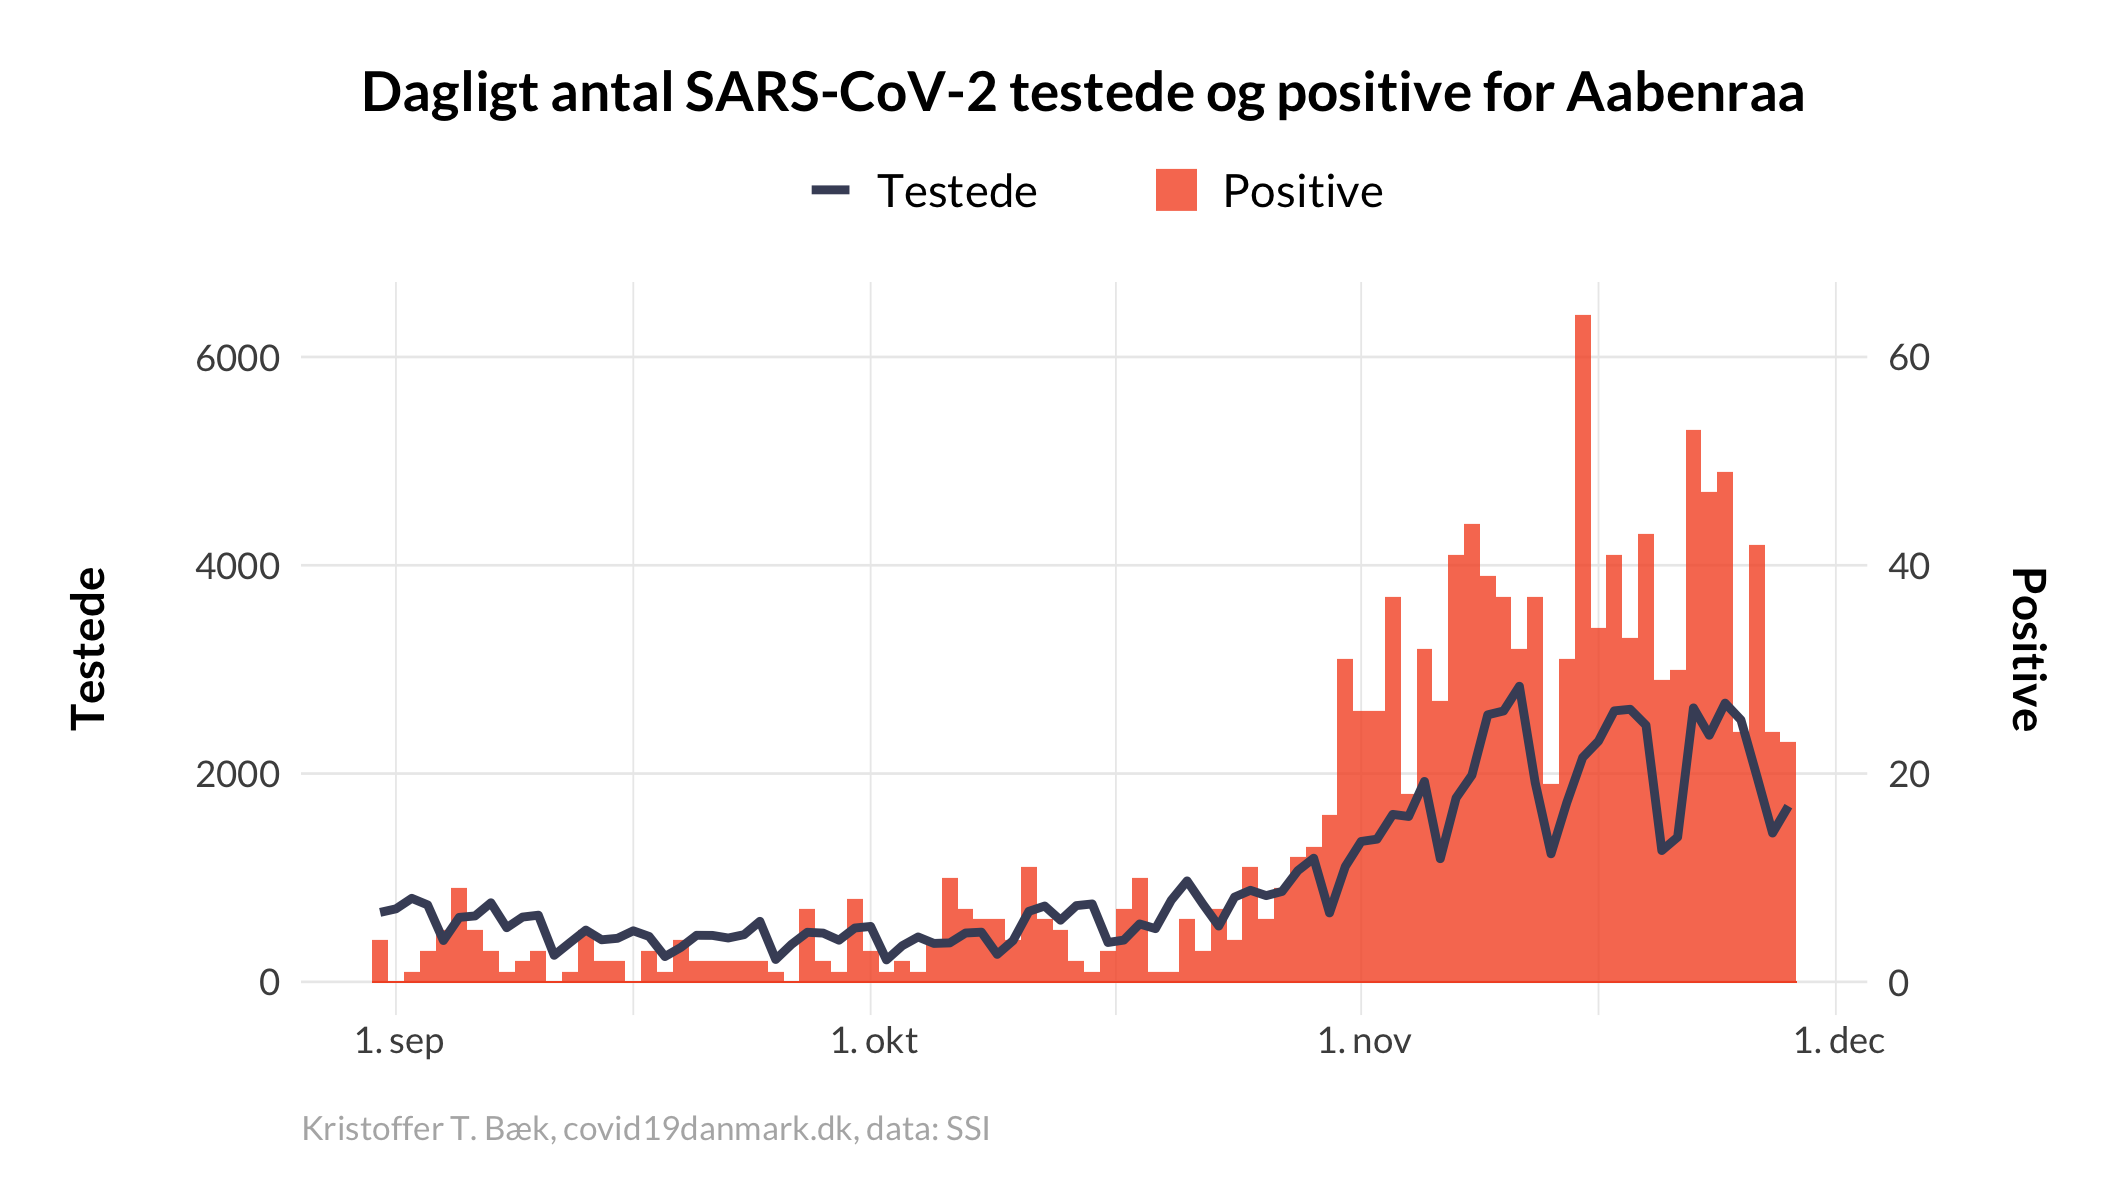 Dagligt antal SARS-CoV-2 testede og positive for Aabenraa
Testede
Positive
6000
4000
2000
0
60
40
20
0
Testede
Positive
1. sep
1. okt
1. nov
1. dec
Kristoffer T. Bæk, covid19danmark.dk, data: SSI